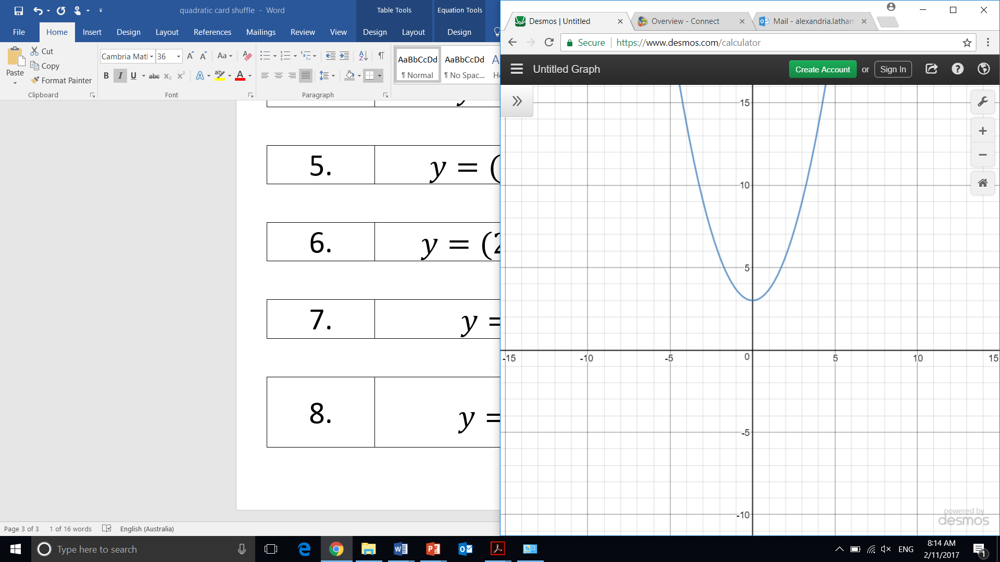 quadratic card shuffle - Word
Table Tools
Equation Tools
File
Home
Insert
Design
Layout
References
Mailings
Review
View
Design
Layout
Design
Paste
Cut
Copy
Format Painter
Clipboard
Cambria Mat
36
Aa
B I U abc x₂ x²
A
Font
Paragraph
AaBbCcDd
¶ Normal
AaBbCcDd
¶ No Spac...
5.
y = (
6.
y = (2
7.
y =
8.
y =
Page 3 of 3
1 of 16 words
English (Australia)
Desmos | Untitled
Overview - Connect
Mail - alexandria.latham
Secure
https://www.desmos.com/calculator
Untitled Graph
Create Account
or
Sign In
15
10
5
-15
-10
-5
0
5
10
15
-5
-10
powered by
desmos
Type here to search
ENG
8:14 AM
2/11/2017
1